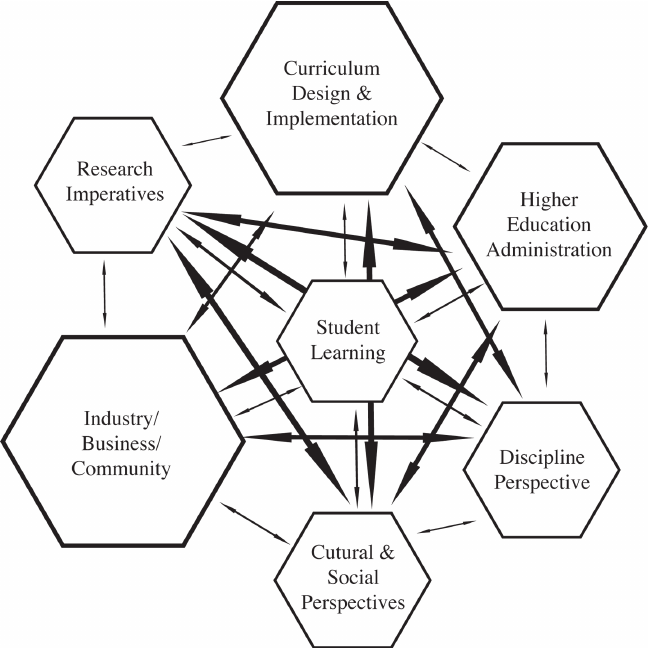 Curriculum
Design &
Implementation
Research
Imperatives
Higher
Education
Administration
Student
Learning
Industry/
Business/
Community
Discipline
Perspective
Cutural &
Social
Perspectives